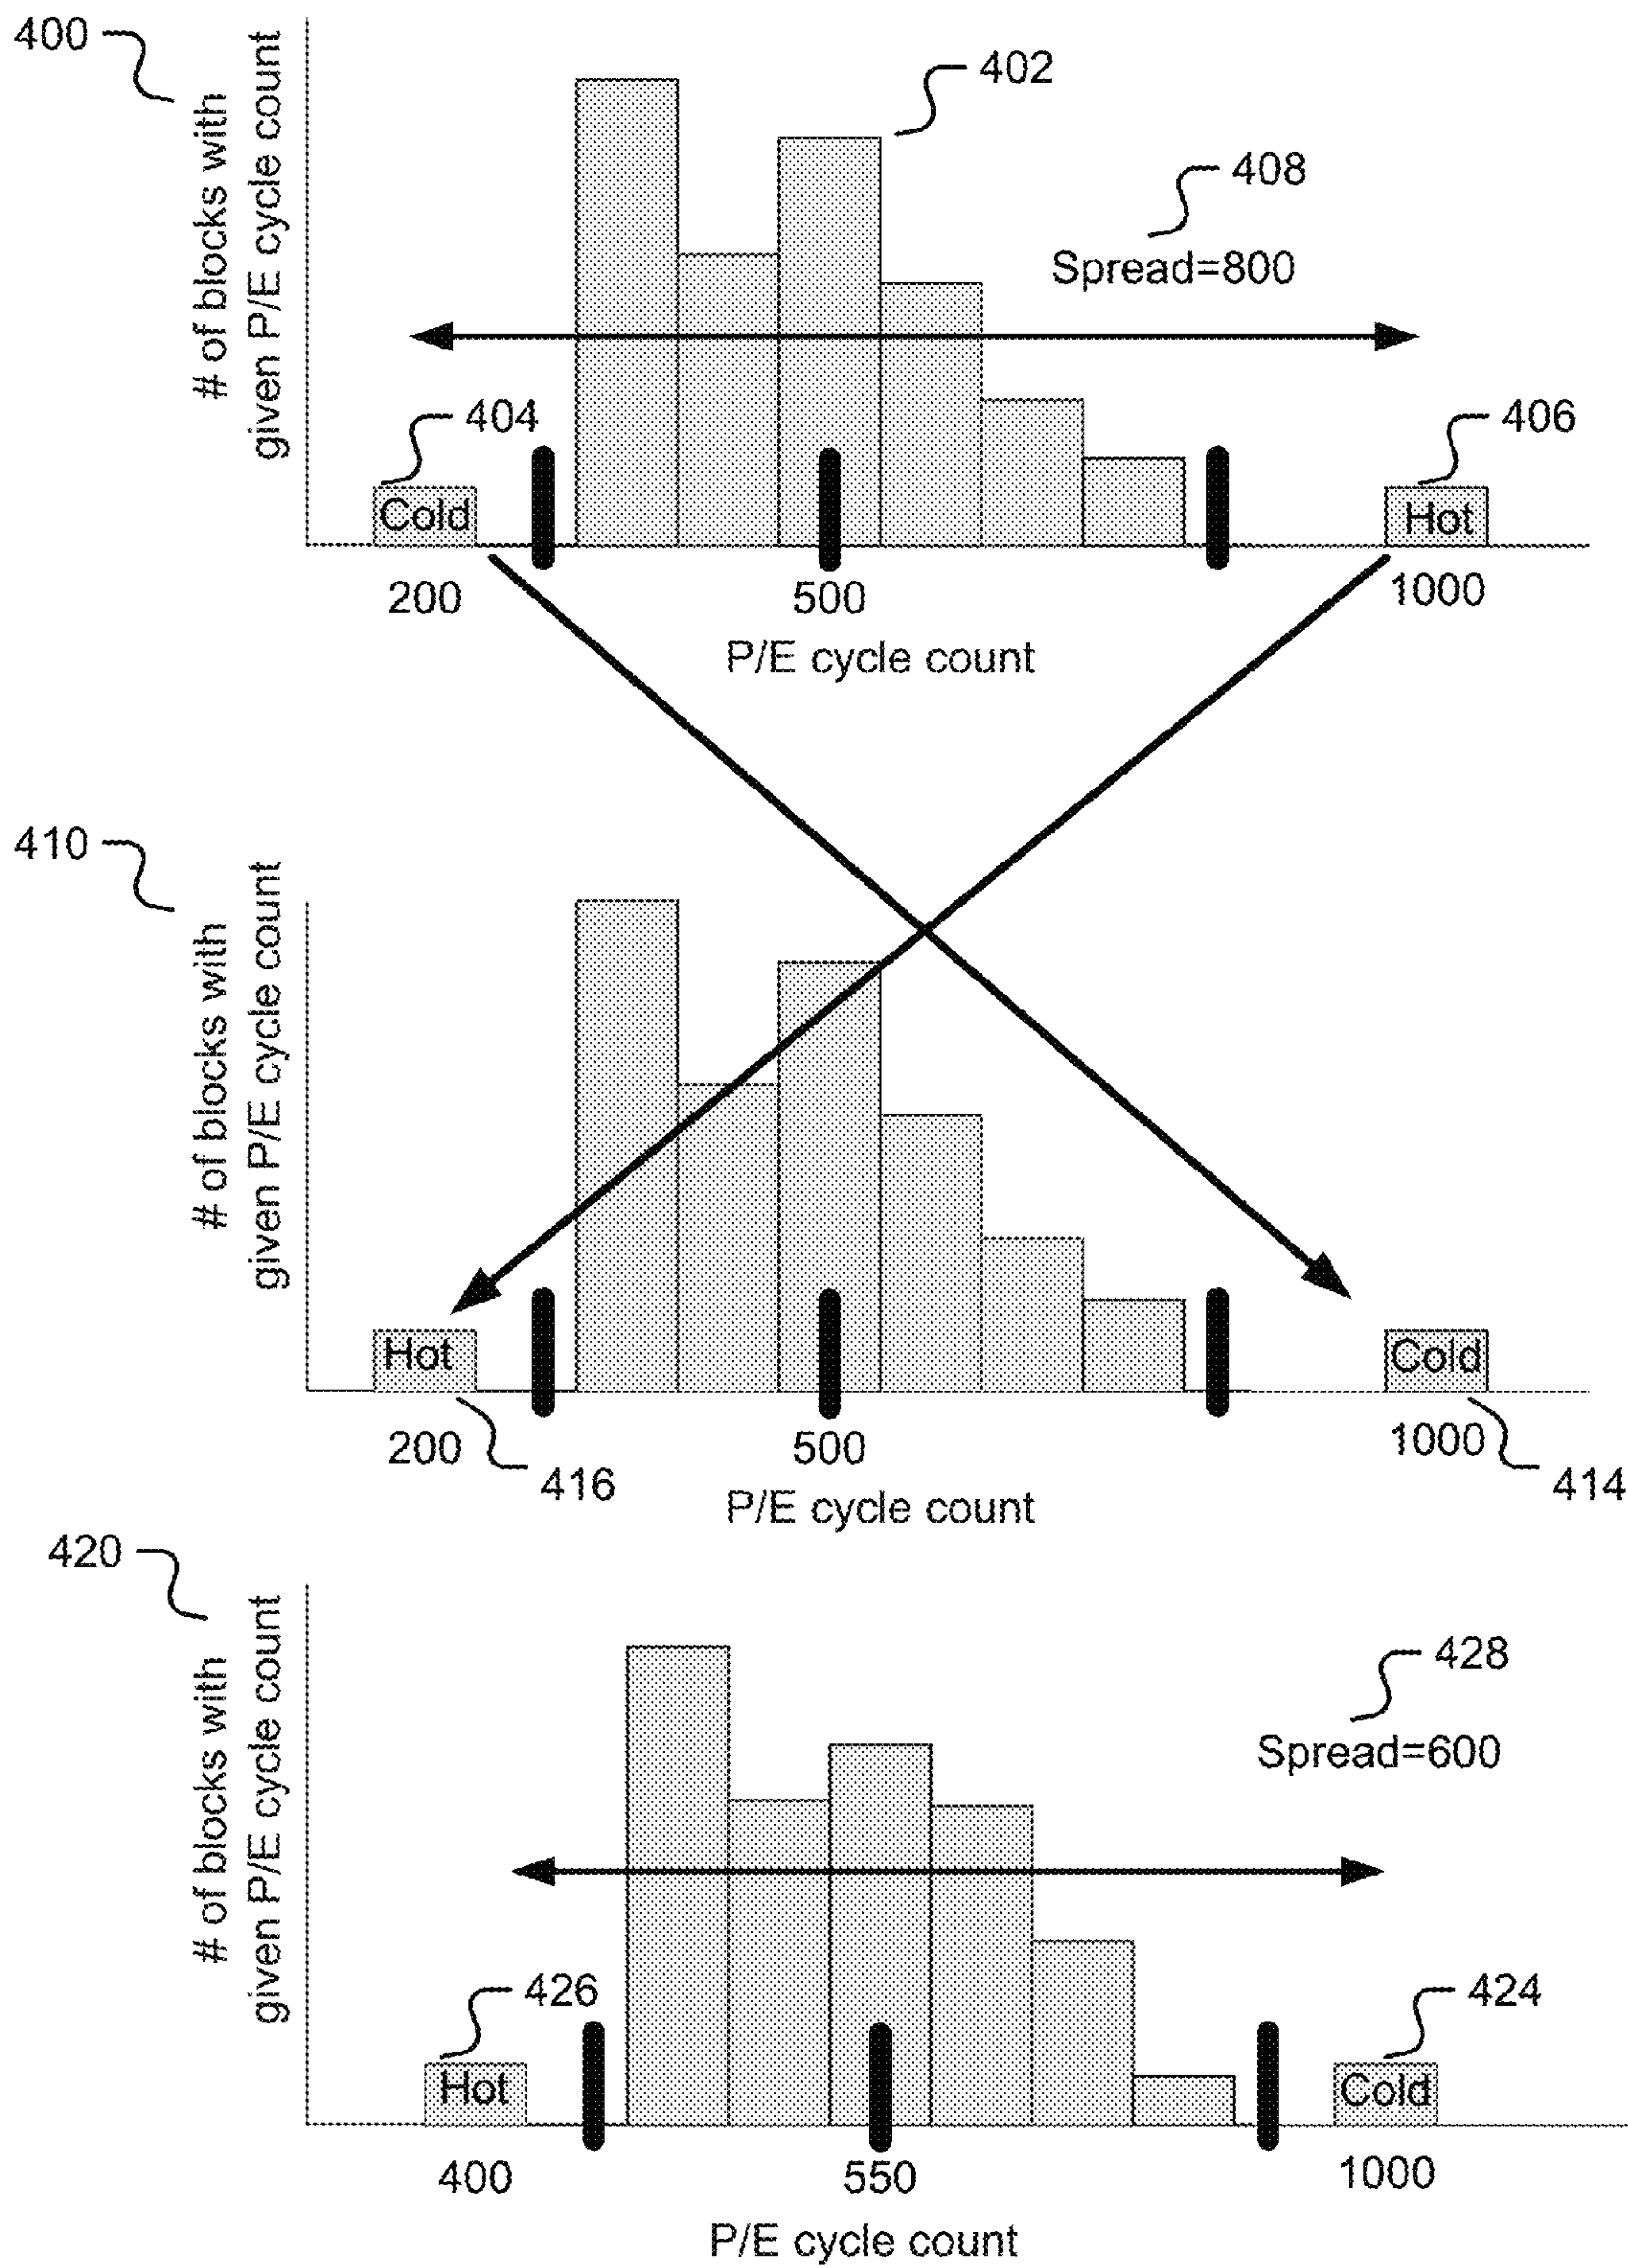 400
# of blocks with
given P/E cycle count
402
408
Spread=800
404
406
Cold
Hot
200
500
1000
P/E cycle count
410
# of blocks with
given P/E cycle count
Hot
Cold
200
500
1000
416
414
P/E cycle count
420
# of blocks with
given P/E cycle count
428
Spread=600
426
424
Hot
Cold
400
550
1000
P/E cycle count